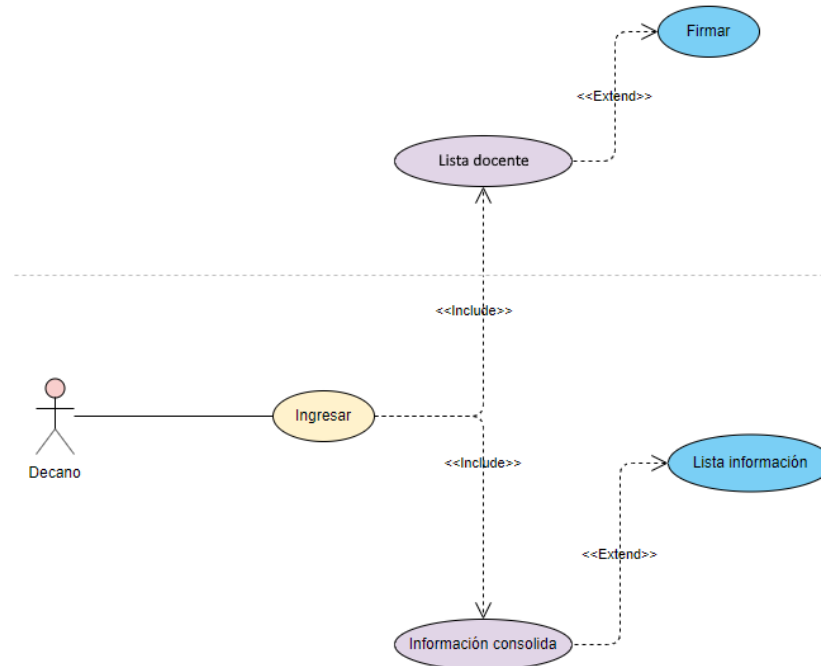 Firmar
<<Extend>>
Lista docente
<<Include>>
Ingresar
Decano
<<Include>>
Lista información
<<Extend>>
Información consolida